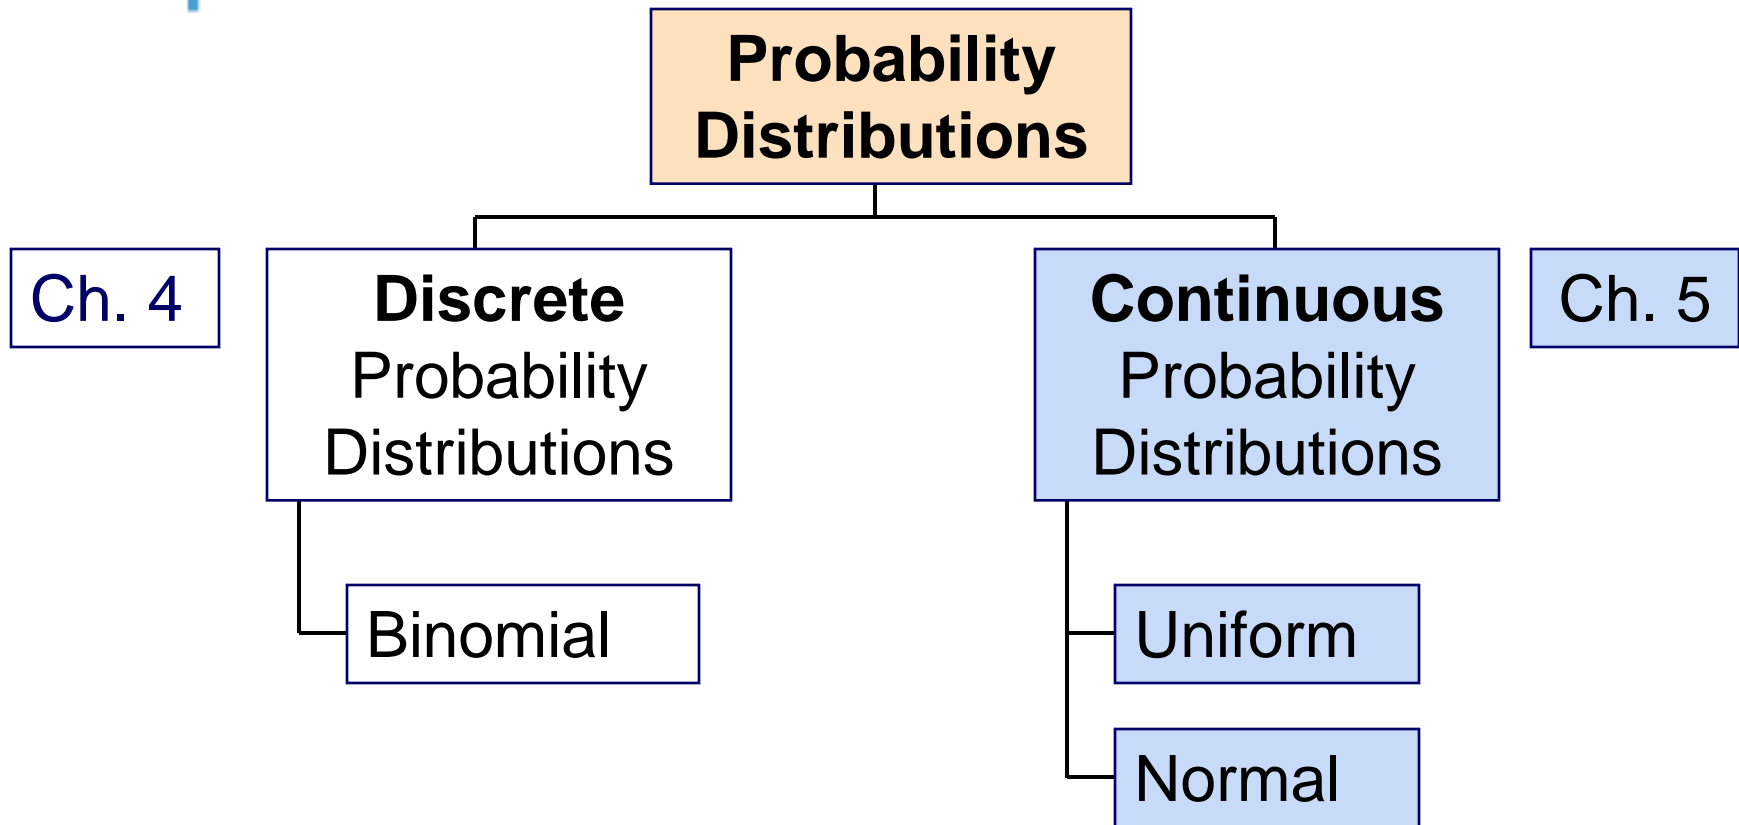 Probability
Distributions
Ch. 4
Discrete
Probability
Distributions
Continuous
Probability
Distributions
Ch. 5
Binomial
Uniform
Normal